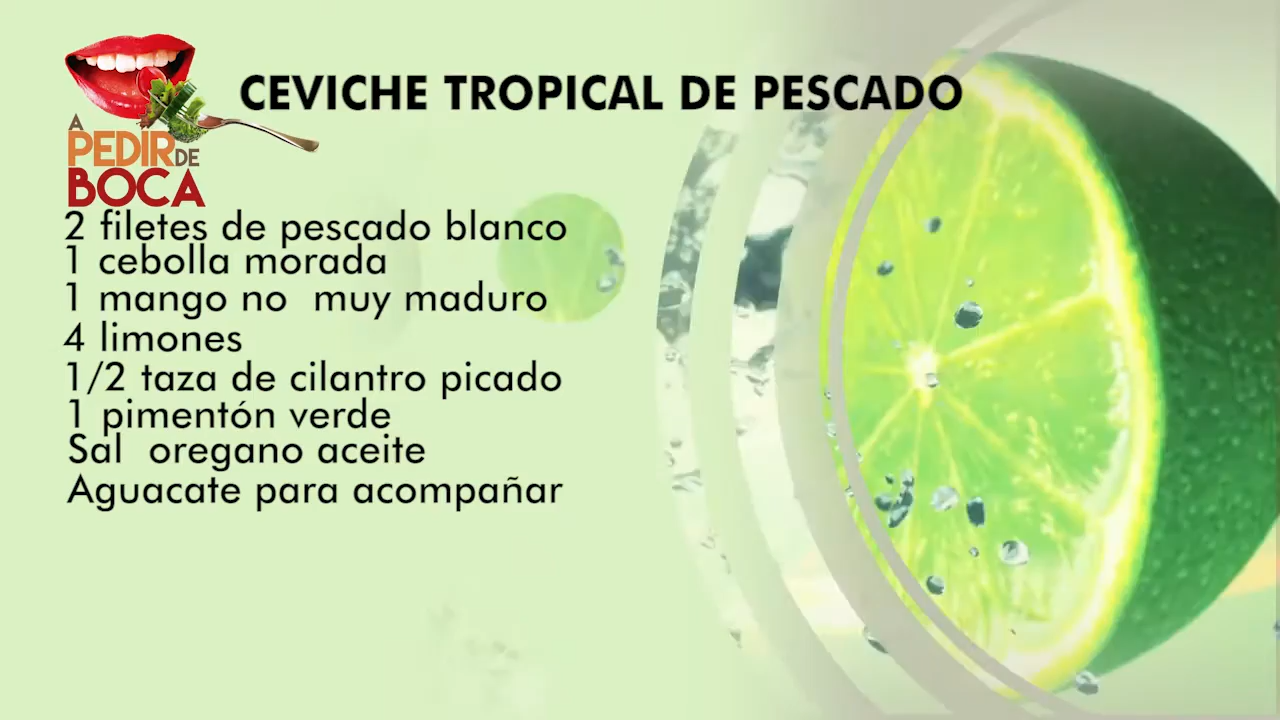 CEVICHE TROPICAL DE PESCADO
A
PEDIR DE
BOCA
2 filetes de pescado blanco
1 cebolla morada
1 mango no  muy maduro
4 limones
1/2 taza de cilantro picado
1 pimentón verde
Sal  oregano aceite
Aguacate para acompañar